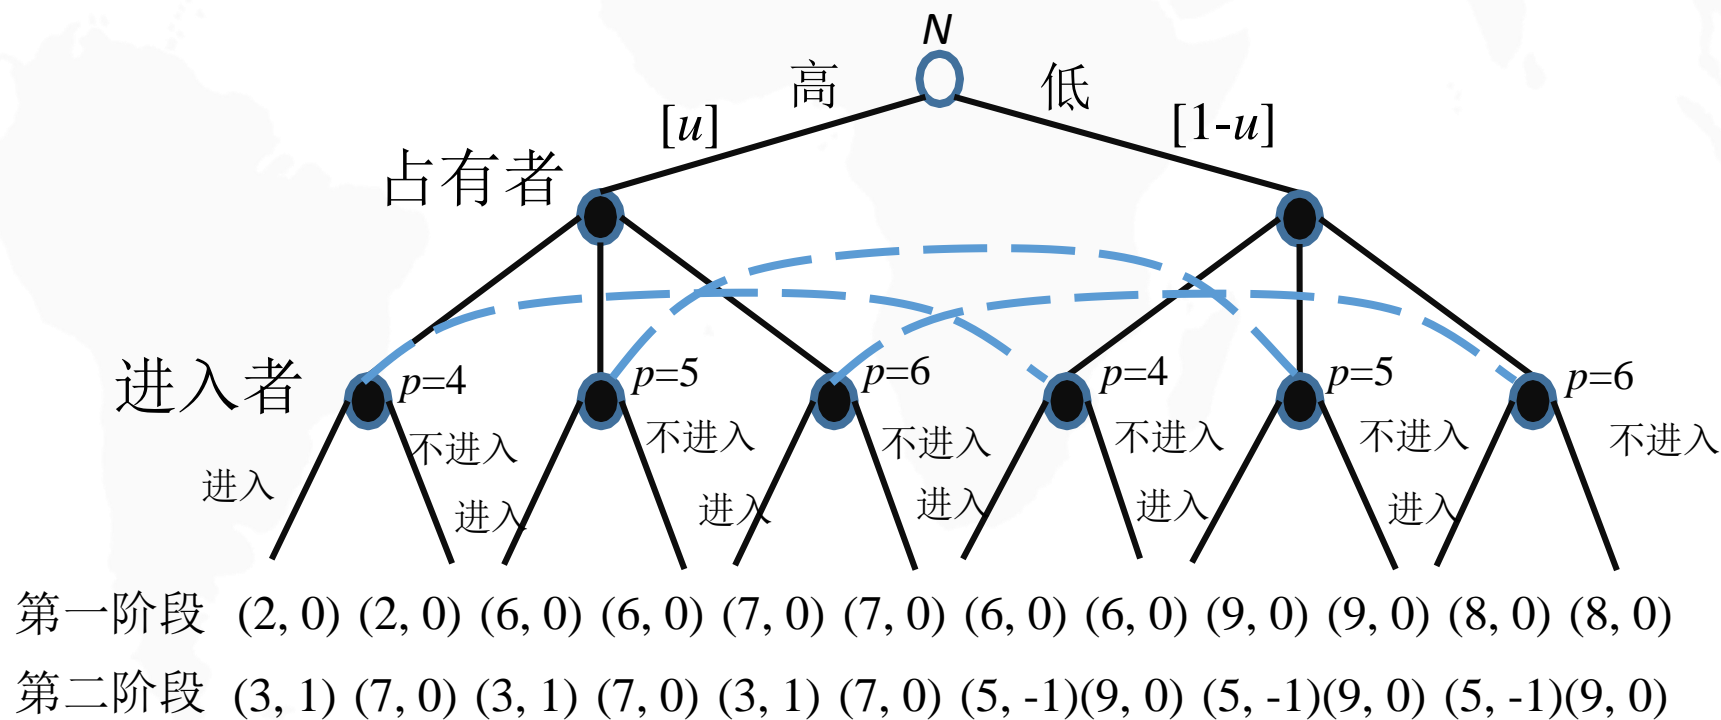 N
高 低
[u] [1-u]
占有者
进入者 p=4 p=5 p=6 p=4 p=5 p=6
不进入 不进入 不进入 不进入 不进入 不进入
进入 进入 进入 进入 进入 进入
第一阶段 (2, 0) (2, 0) (6, 0) (6, 0) (7, 0) (7, 0) (6, 0) (6, 0) (9, 0) (9, 0) (8, 0) (8, 0)
第二阶段 (3, 1) (7, 0) (3, 1) (7, 0) (3, 1) (7, 0) (5, -1)(9, 0) (5, -1)(9, 0) (5, -1)(9, 0)